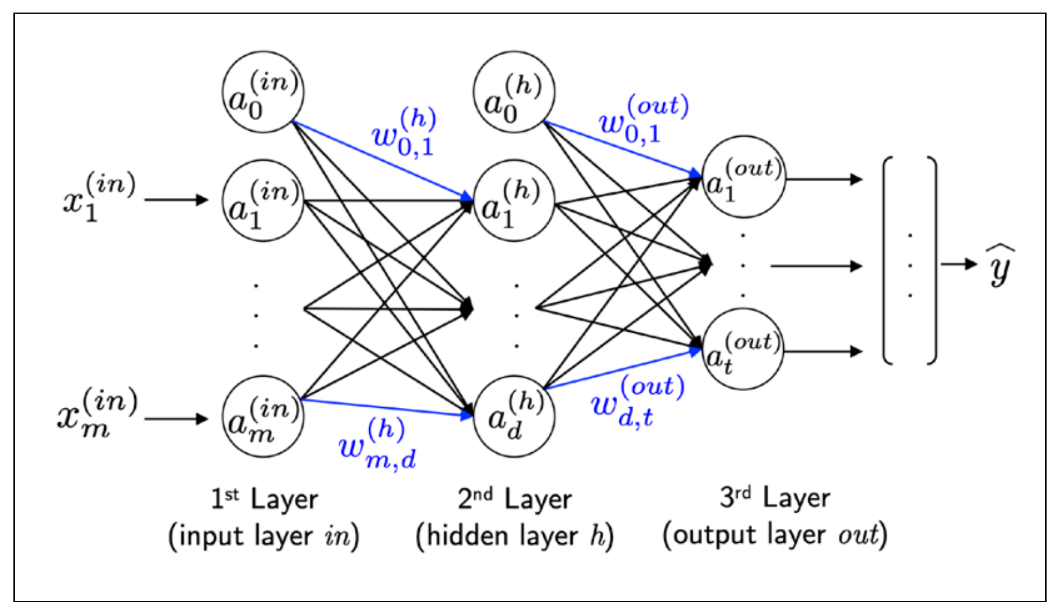 a_0^{(in)}
a_0^{(h)}
w_{0,1}^{(h)}
w_{0,1}^{(out)}
x_1^{(in)}
a_1^{(in)}
a_1^{(h)}
a_1^{(out)}
ŷ
a_t^{(out)}
x_m^{(in)}
a_m^{(in)}
w_{m,d}^{(h)}
a_d^{(h)}
w_{d,t}^{(out)}
1st Layer
(input layer in)
2nd Layer
(hidden layer h)
3rd Layer
(output layer out)